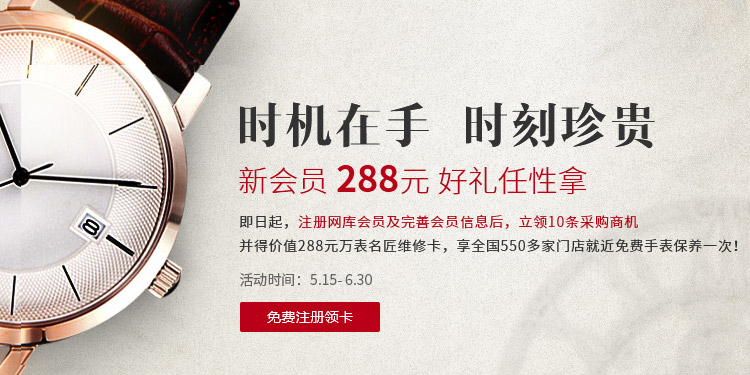 时机在手 时刻珍贵
新会员 288元 好礼任性拿
即日起，注册网库会员及完善会员信息后，立领10条采购商机
并得价值288元万表名匠维修卡，享全国550多家门店就近免费手表保养一次！
活动时间：5.15- 6.30
免费注册领卡
8